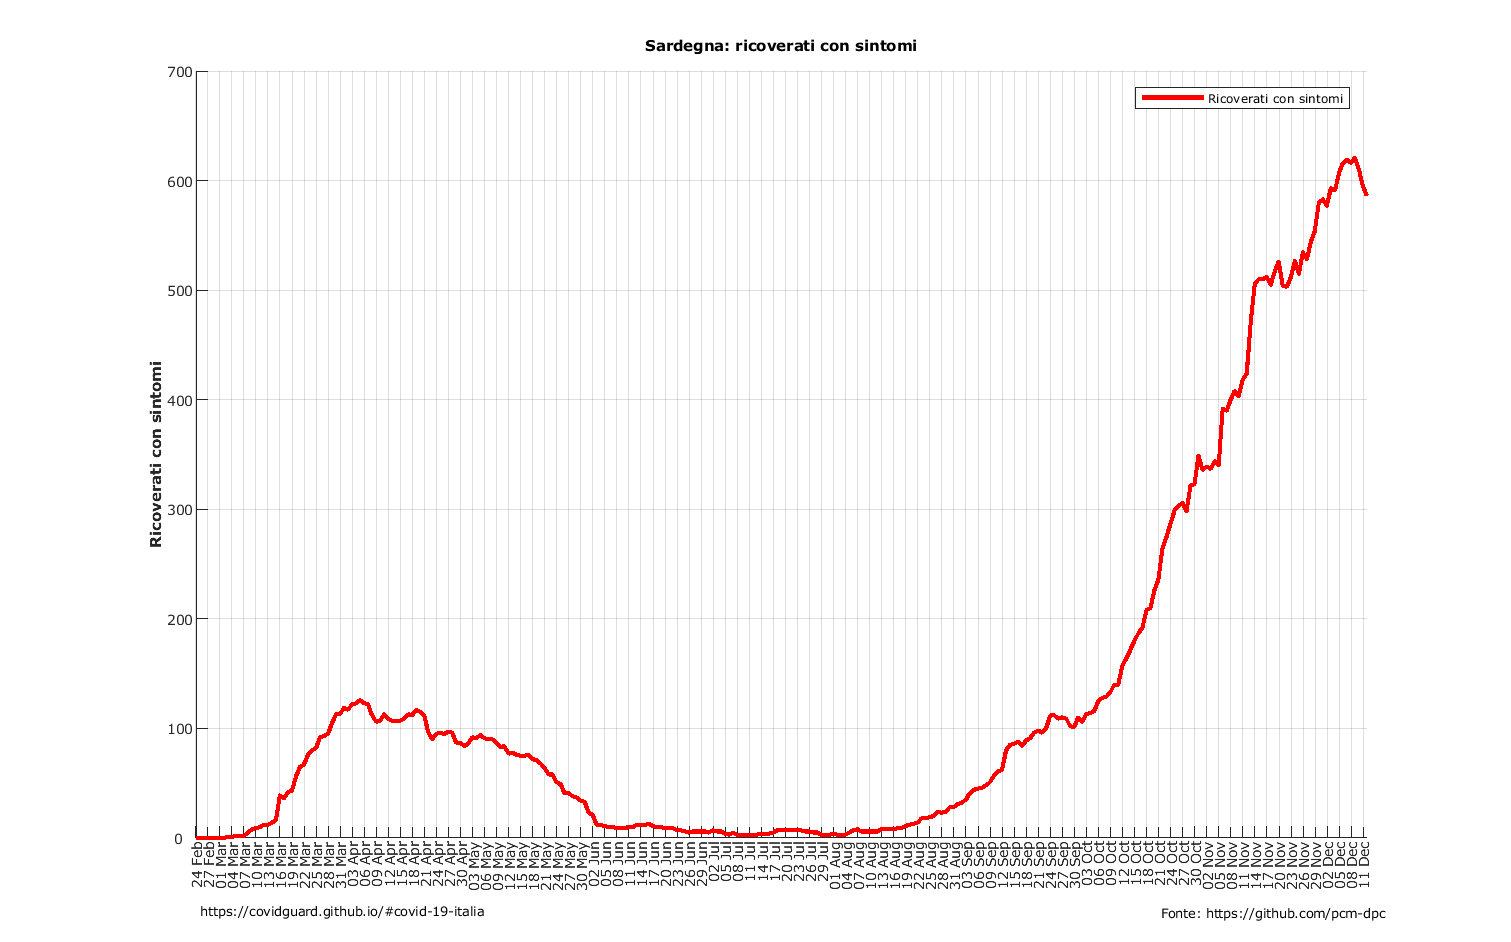 Sardegna: ricoverati con sintomi
Ricoverati con sintomi
Ricoverati con sintomi
700
600
500
400
300
200
100
0
24 Feb
27 Feb
01 Mar
04 Mar
07 Mar
10 Mar
13 Mar
16 Mar
19 Mar
22 Mar
25 Mar
28 Mar
31 Mar
03 Apr
06 Apr
09 Apr
12 Apr
15 Apr
18 Apr
21 Apr
24 Apr
27 Apr
30 Apr
03 May
06 May
09 May
12 May
15 May
18 May
21 May
24 May
27 May
30 May
02 Jun
05 Jun
08 Jun
11 Jun
14 Jun
17 Jun
20 Jun
23 Jun
26 Jun
29 Jun
02 Jul
05 Jul
08 Jul
11 Jul
14 Jul
17 Jul
20 Jul
23 Jul
26 Jul
29 Jul
01 Aug
04 Aug
07 Aug
10 Aug
13 Aug
16 Aug
19 Aug
22 Aug
25 Aug
28 Aug
31 Aug
03 Sep
06 Sep
09 Sep
12 Sep
15 Sep
18 Sep
21 Sep
24 Sep
27 Sep
30 Sep
03 Oct
06 Oct
09 Oct
12 Oct
15 Oct
18 Oct
21 Oct
24 Oct
27 Oct
30 Oct
02 Nov
05 Nov
08 Nov
11 Nov
14 Nov
17 Nov
20 Nov
23 Nov
26 Nov
29 Nov
02 Dec
05 Dec
08 Dec
11 Dec
https://covidguard.github.io/#covid-19-italia
Fonte: https://github.com/pcm-dpc